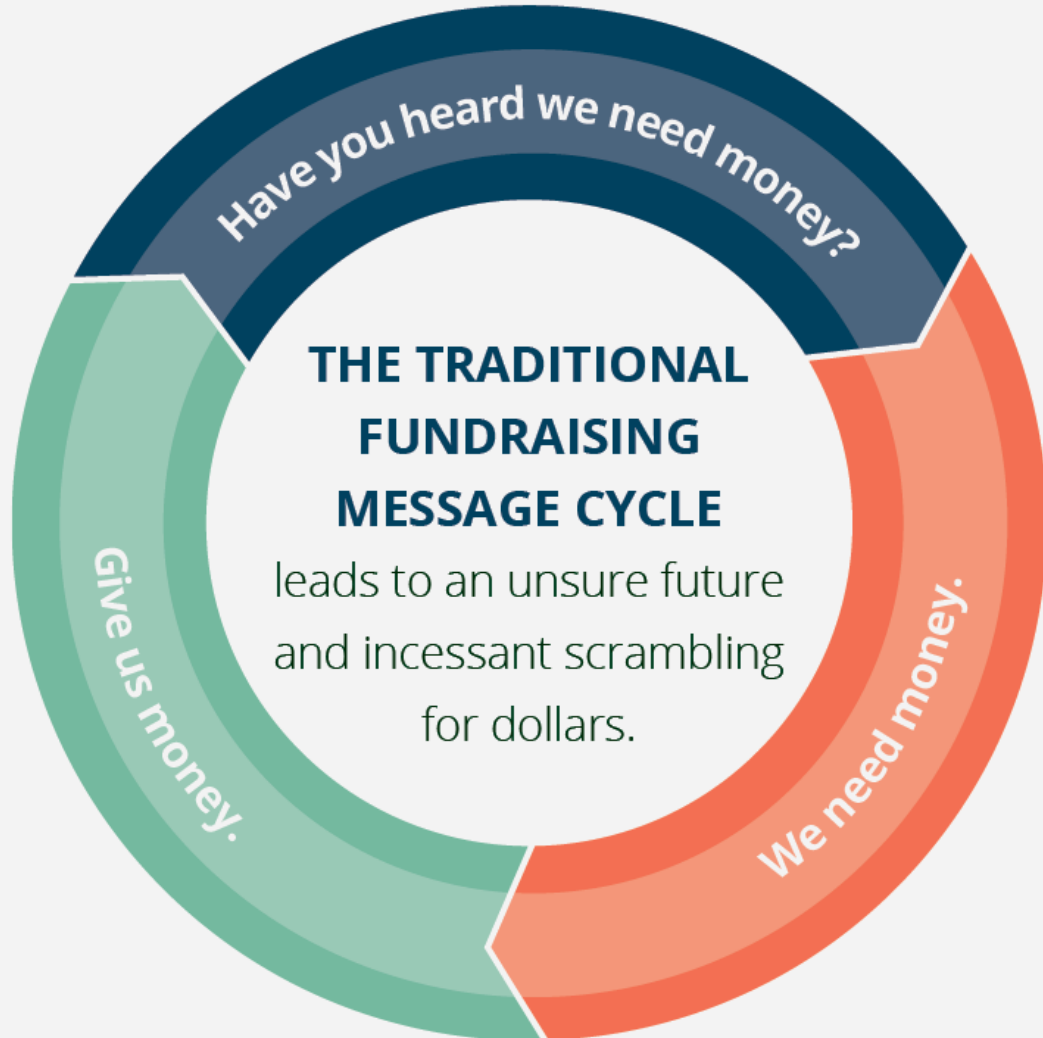 Have you heard we need money?
THE TRADITIONAL
FUNDRAISING
MESSAGE CYCLE
leads to an unsure future
and incessant scrambling
for dollars.
We need money.
Give us money.